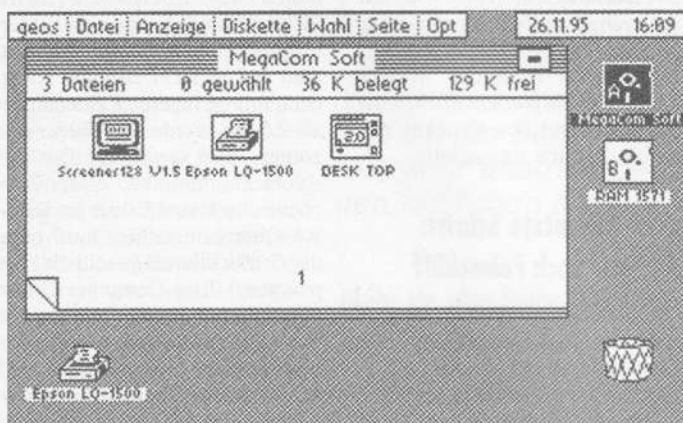 geos Datei Anzeige Diskette Wahl Seite Opt 26.11.95 16:09
MegaCom Soft
3 Dateien 0 gewählt 36 K belegt 129 K frei
A
MegaCom Soft
Screener128 V1.5 Epson LQ-1500 DESK TOP
2.0
B
RAM 1571
1
Epson LQ-1500